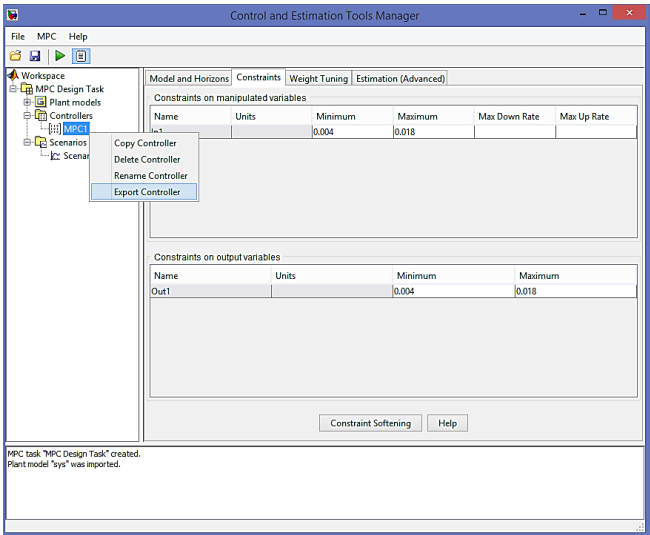 Control and Estimation Tools Manager
File MPC Help
Workspace
MPC Design Task
Plant models
Controllers
MPC1
Scenarios
Scenar
Copy Controller
Delete Controller
Rename Controller
Export Controller
Model and Horizons Constraints Weight Tuning Estimation (Advanced)
Constraints on manipulated variables
Name Units Minimum Maximum Max Down Rate Max Up Rate
In1 0.004 0.018
Constraints on output variables
Name Units Minimum Maximum
Out1 0.004 0.018
Constraint Softening Help
MPC task "MPC Design Task" created.
Plant model "sys" was imported.